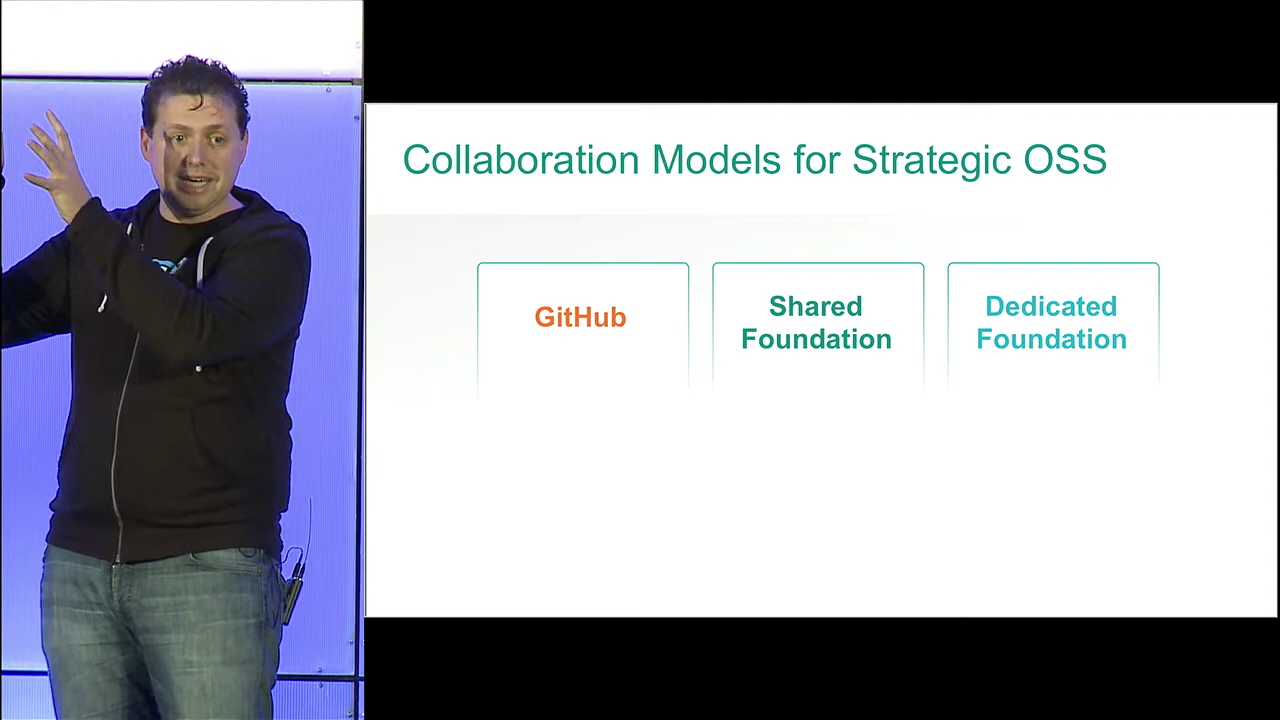 Collaboration Models for Strategic OSS
GitHub
Shared
Foundation
Dedicated
Foundation